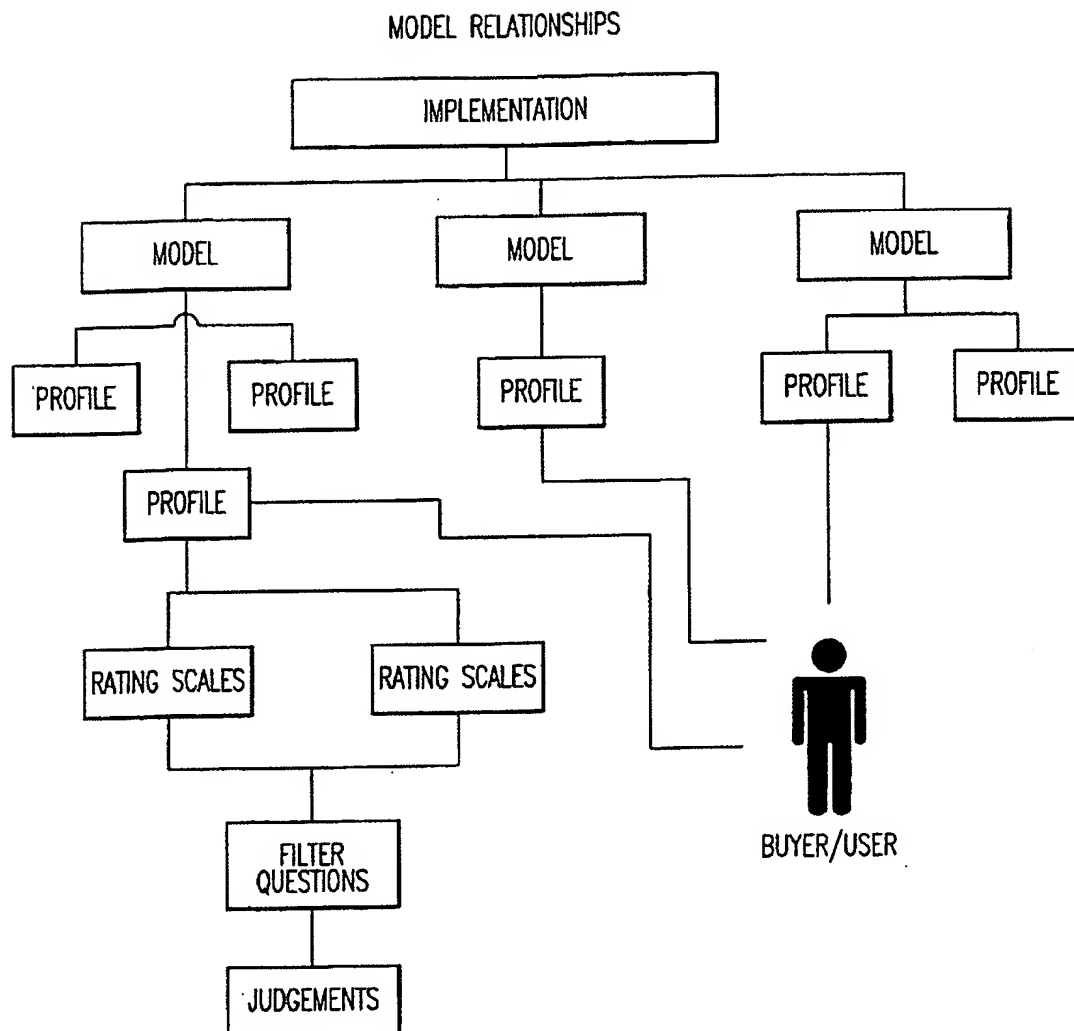 MODEL RELATIONSHIPS
IMPLEMENTATION
MODEL
MODEL
MODEL
PROFILE
PROFILE
PROFILE
PROFILE
PROFILE
PROFILE
RATING SCALES
RATING SCALES
FILTER
QUESTIONS
BUYER/USER
JUDGEMENTS